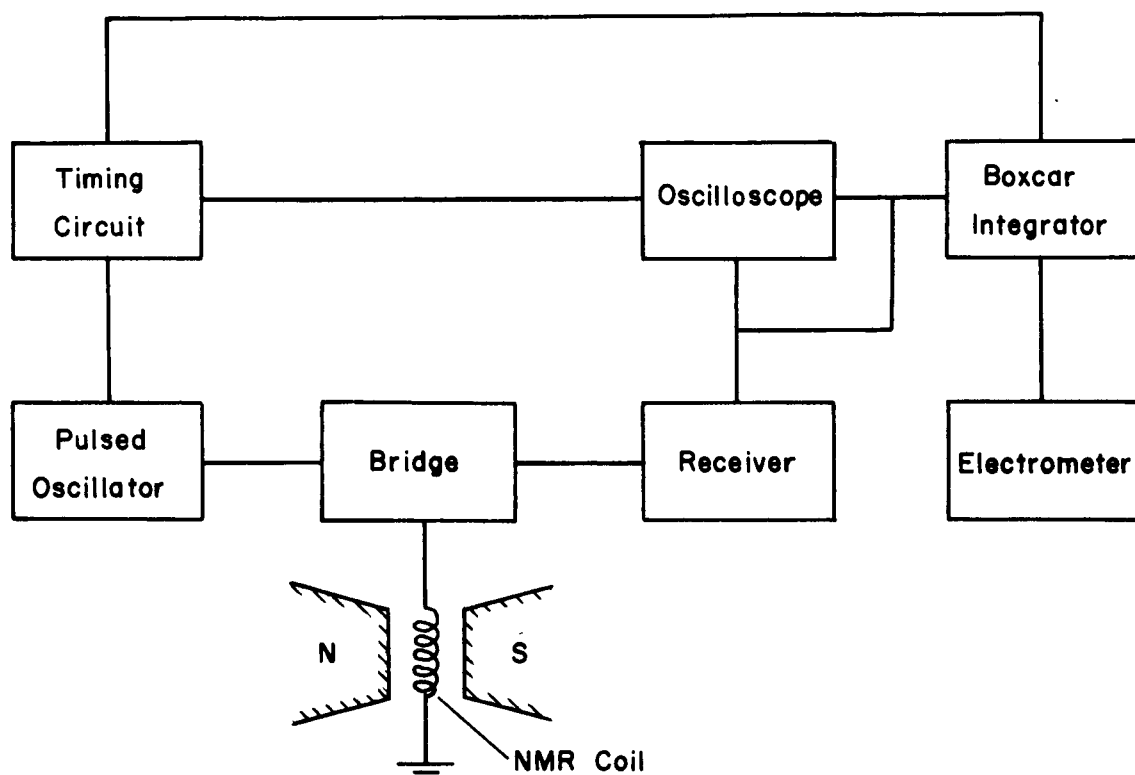 Timing
Circuit
Oscilloscope
Boxcar
Integrator
Pulsed
Oscillator
Bridge
Receiver
Electrometer
N
S
NMR Coil